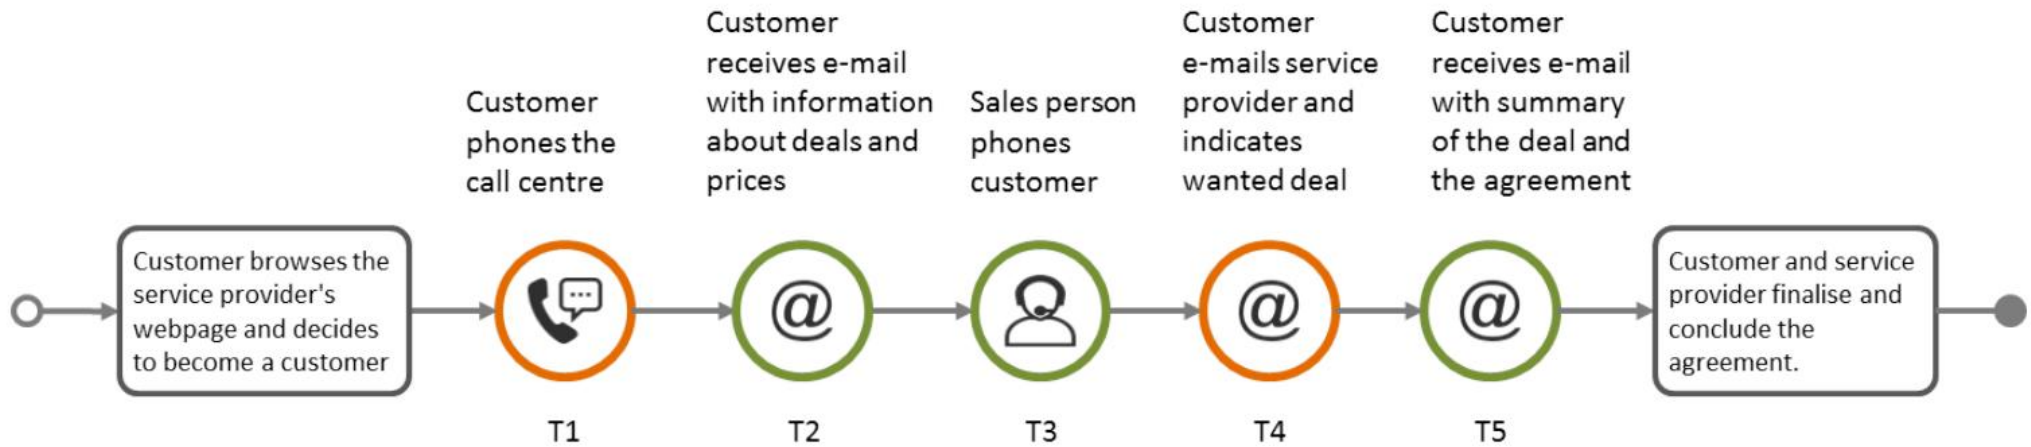 Customer
phones the
call centre
Customer
receives e-mail
with information
about deals and
prices
Sales person
phones
customer
Customer
e-mails service
provider and
indicates
wanted deal
Customer
receives e-mail
with summary
of the deal and
the agreement
Customer browses the
service provider's
webpage and decides
to become a customer
@
@
@
Customer and service
provider finalise and
conclude the
agreement.
T1
T2
T3
T4
T5